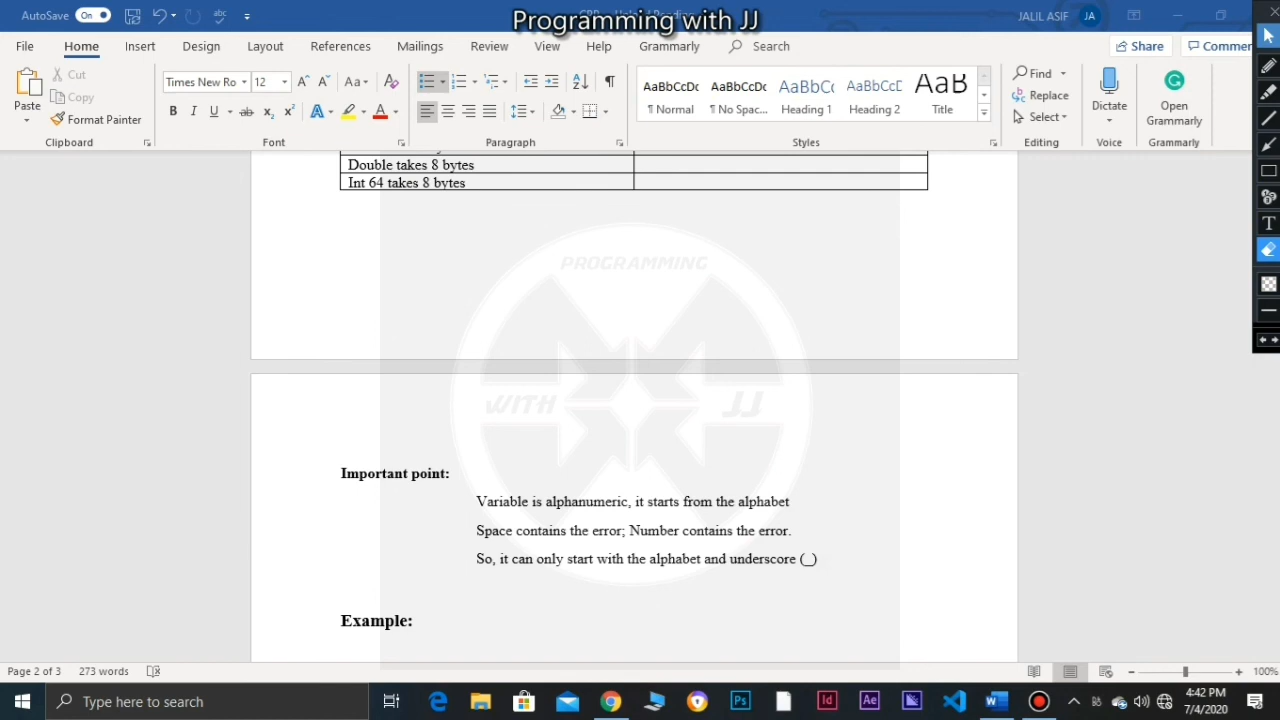 Programming with JJ
AutoSave On
JALIL ASIF JA
File Home Insert Design Layout References Mailings Review View Help Grammarly Search Share Commen
Paste Cut Copy Format Painter
Clipboard
Times New Ro 12
Font
Paragraph
AaBbCcDc AaBbCcDc AaBbCc AaBbCcD AaB
¶ Normal ¶ No Spac... Heading 1 Heading 2 Title
Styles
Find Replace Select
Editing
Dictate
Voice
Open Grammarly
Grammarly
Double takes 8 bytes
Int 64 takes 8 bytes
PROGRAMMING
WITH JJ
Important point:
Variable is alphanumeric, it starts from the alphabet
Space contains the error; Number contains the error.
So, it can only start with the alphabet and underscore (_)
Example:
Page 2 of 3 273 words 100%
Type here to search
4:42 PM
7/4/2020